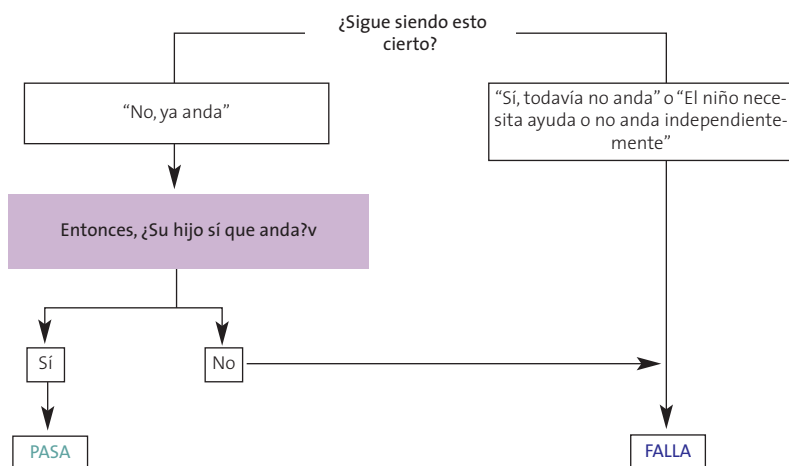 ¿Sigue siendo esto
cierto?
“No, ya anda”
“Sí, todavía no anda” o “El niño nece-
sita ayuda o no anda independiente-
mente”
Entonces, ¿Su hijo sí que anda?v
Sí
No
PASA
FALLA